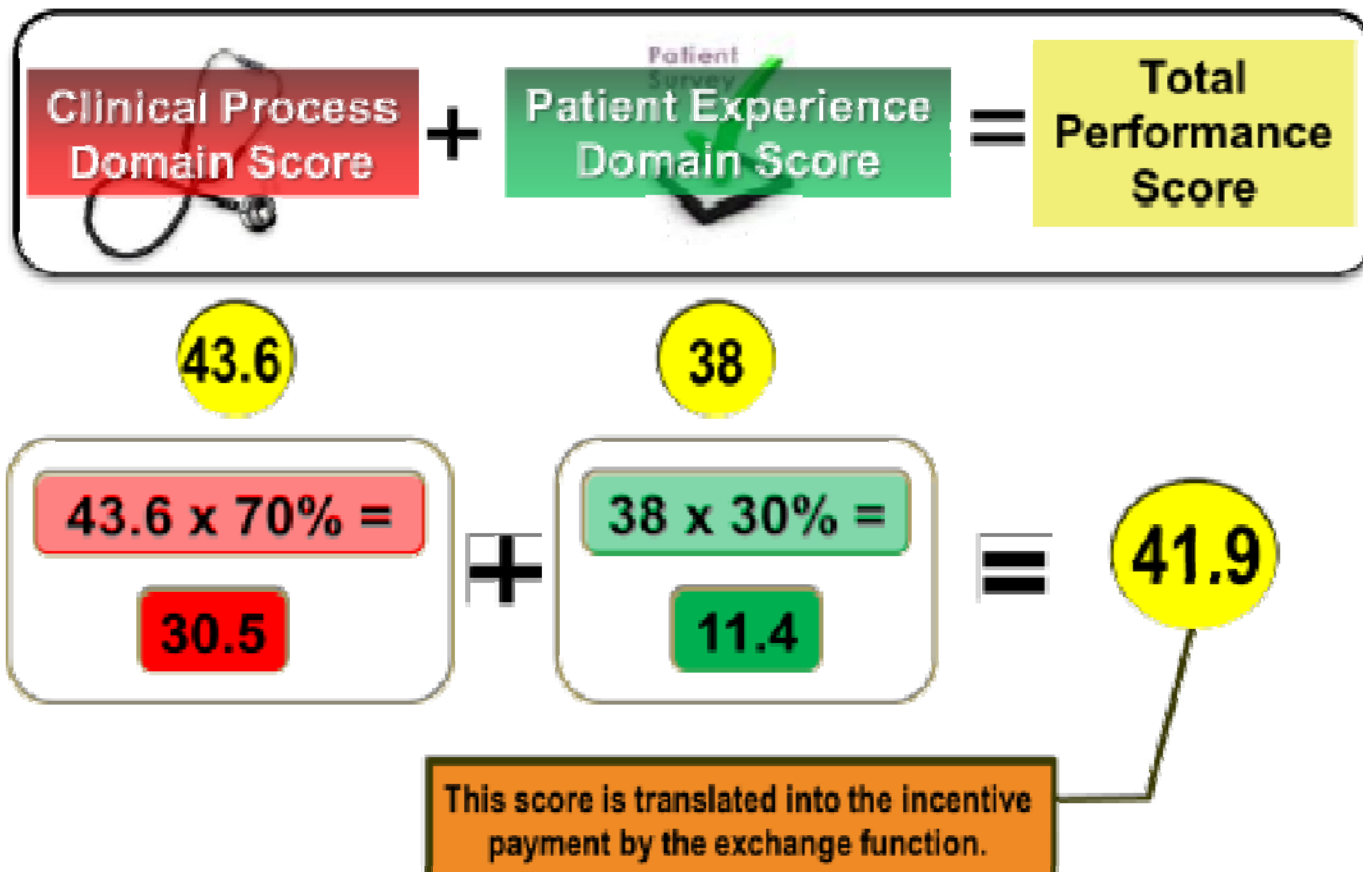 Patient
Survey
Clinical Process
Domain Score
+
Patient Experience
Domain Score
=
Total
Performance
Score
43.6
38
43.6 x 70% =
30.5
+
38 x 30% =
11.4
=
41.9
This score is translated into the incentive
payment by the exchange function.